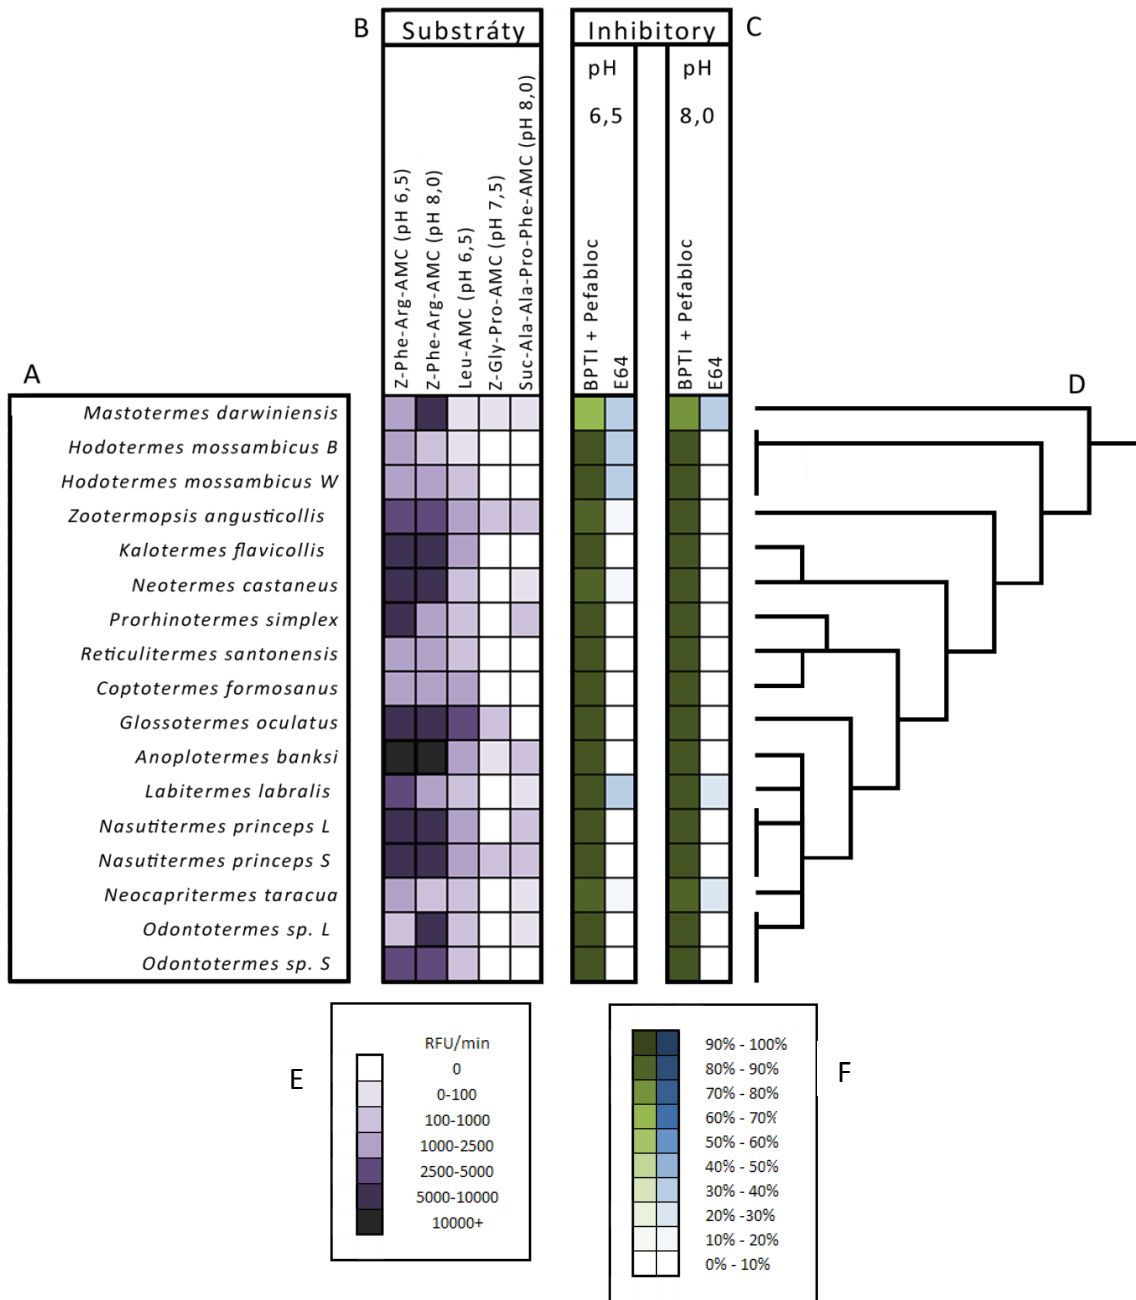 B
Substráty
Inhibitory
C
pH
6,5
pH
8,0
Z-Phe-Arg-AMC (pH 6,5)
Z-Phe-Arg-AMC (pH 8,0)
Leu-AMC (pH 6,5)
Z-Gly-Pro-AMC (pH 7,5)
Suc-Ala-Ala-Pro-Phe-AMC (pH 8,0)
BPTI + Pefabloc
E64
BPTI + Pefabloc
E64
A
D
Mastotermes darwiniensis
Hodotermes mossambicus B
Hodotermes mossambicus W
Zootermopsis angusticollis
Kalotermes flavicollis
Neotermes castaneus
Prorhinotermes simplex
Reticulitermes santonensis
Coptotermes formosanus
Glossotermes oculatus
Anoplotermes banksi
Labitermes labralis
Nasutitermes princeps L
Nasutitermes princeps S
Neocapritermes taracua
Odontotermes sp. L
Odontotermes sp. S
E
RFU/min
0
0-100
100-1000
1000-2500
2500-5000
5000-10000
10000+
F
90% - 100%
80% - 90%
70% - 80%
60% - 70%
50% - 60%
40% - 50%
30% - 40%
20% -30%
10% - 20%
0% - 10%